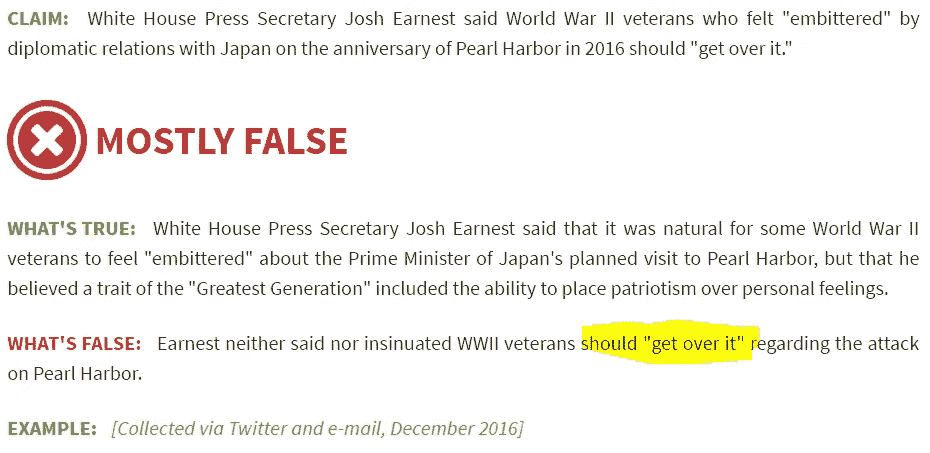 CLAIM: White House Press Secretary Josh Earnest said World War II veterans who felt "embittered" by
diplomatic relations with Japan on the anniversary of Pearl Harbor in 2016 should "get over it."
MOSTLY FALSE
WHAT'S TRUE: White House Press Secretary Josh Earnest said that it was natural for some World War II
veterans to feel "embittered" about the Prime Minister of Japan's planned visit to Pearl Harbor, but that he
believed a trait of the "Greatest Generation" included the ability to place patriotism over personal feelings.
WHAT'S FALSE: Earnest neither said nor insinuated WWII veterans should "get over it" regarding the attack
on Pearl Harbor.
EXAMPLE: [Collected via Twitter and e-mail, December 2016]